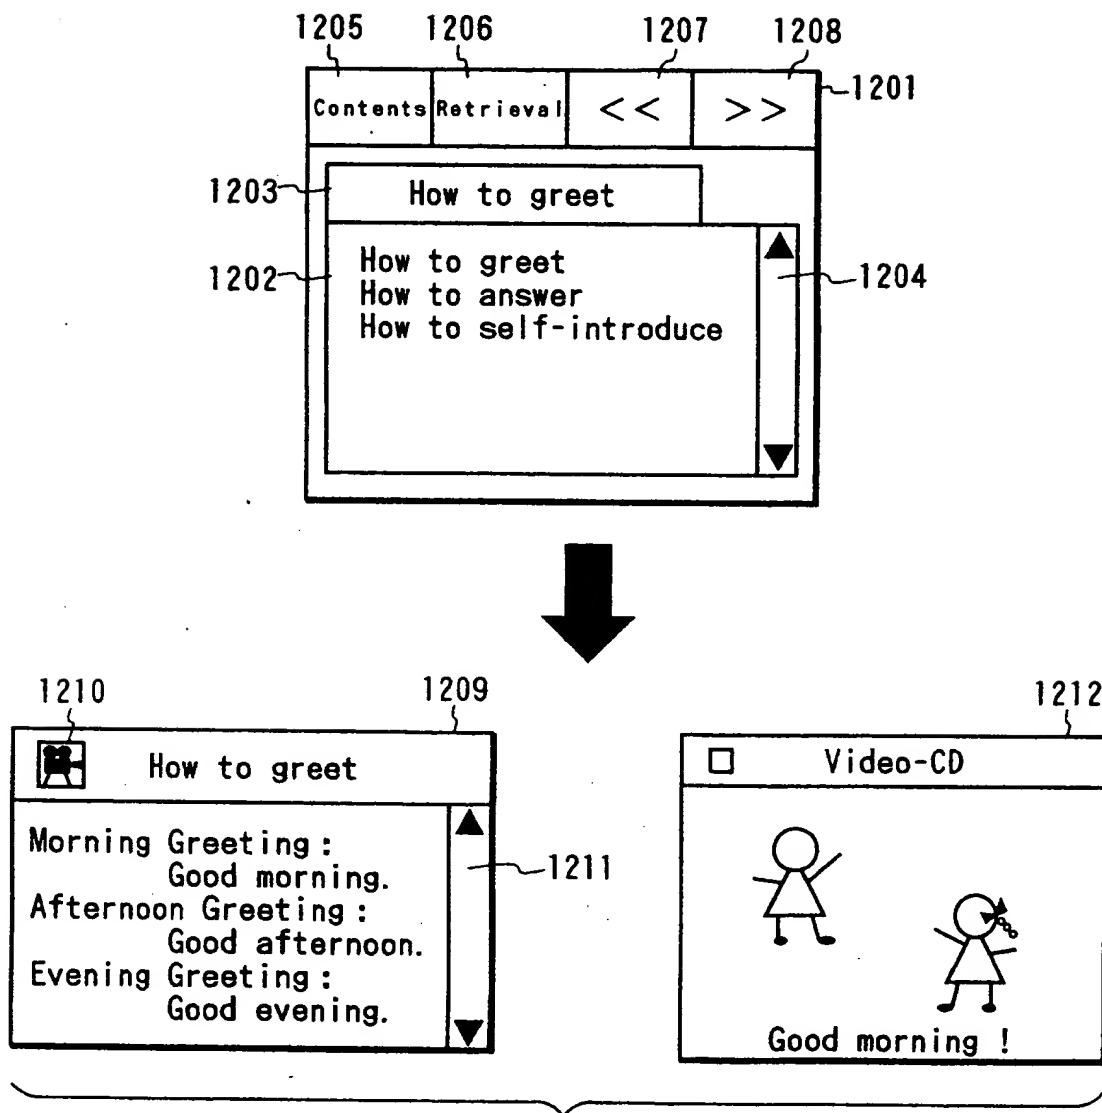 1205 1206 1207 1208
1201
Contents Retrieval << >>
1203 How to greet
1202
How to greet
How to answer
How to self-introduce
1204
1210 1209 1212
How to greet
Video-CD
Morning Greeting :
Good morning.
1211
Afternoon Greeting :
Good afternoon.
Evening Greeting :
Good evening.
Good morning !